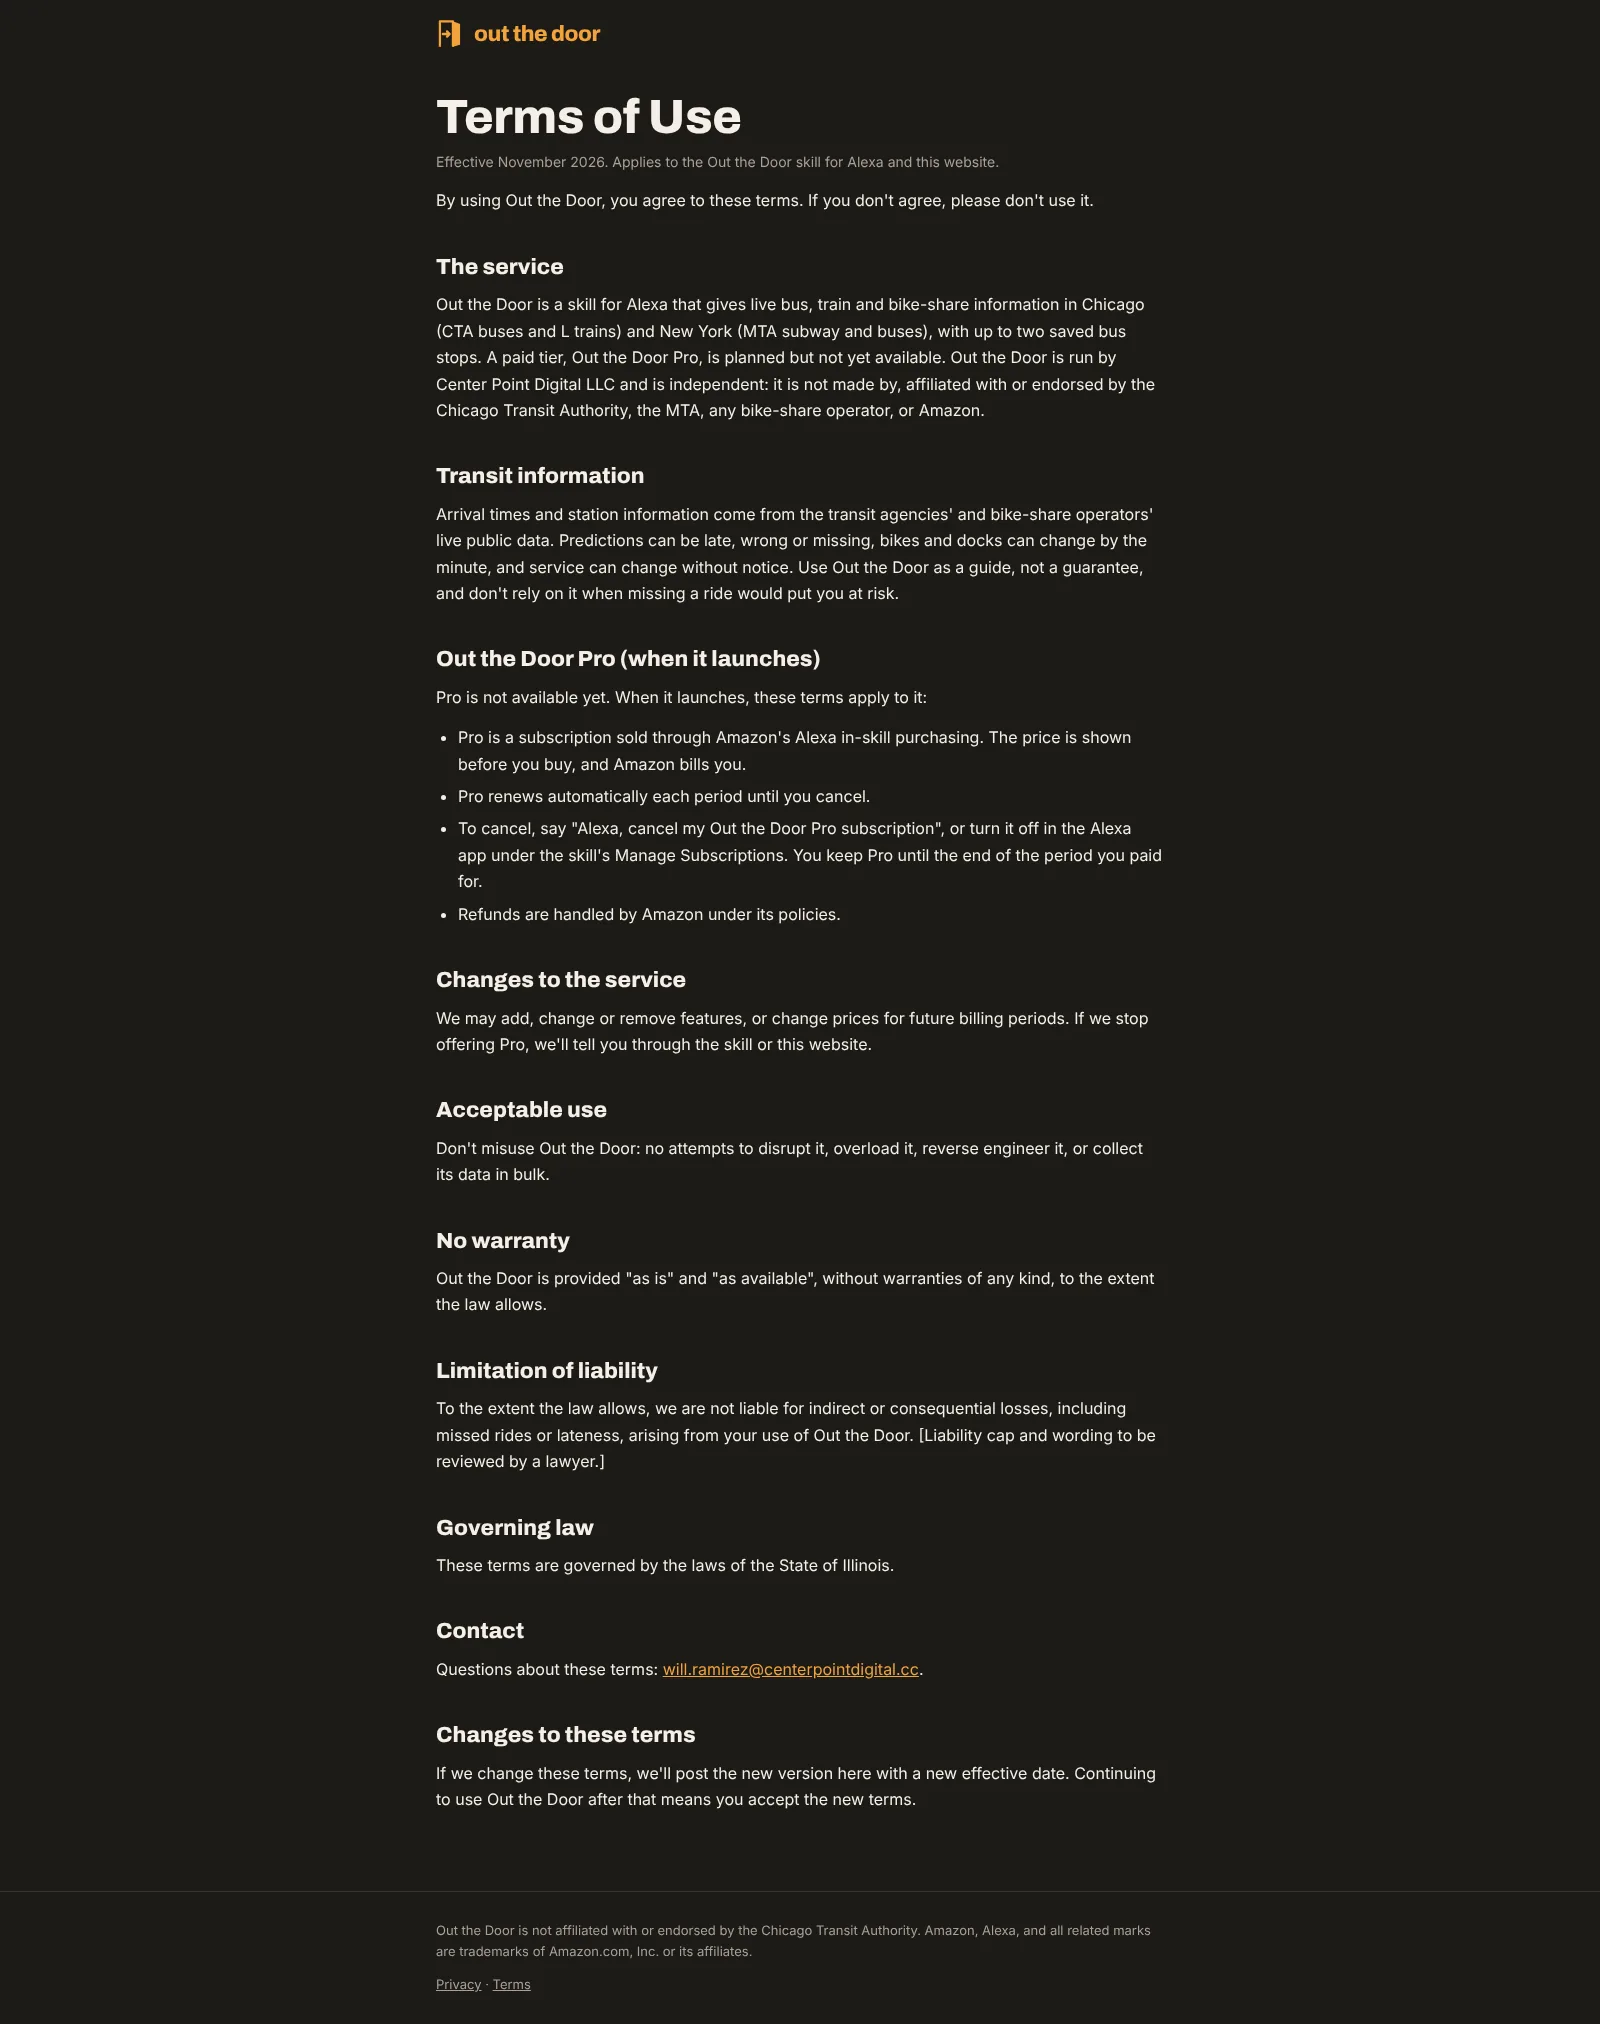 out the door
Terms of Use
Effective November 2026. Applies to the Out the Door skill for Alexa and this website.
By using Out the Door, you agree to these terms. If you don't agree, please don't use it.
The service
Out the Door is a skill for Alexa that gives live bus, train and bike-share information in Chicago
(CTA buses and L trains) and New York (MTA subway and buses), with up to two saved bus
stops. A paid tier, Out the Door Pro, is planned but not yet available. Out the Door is run by
Center Point Digital LLC and is independent: it is not made by, affiliated with or endorsed by the
Chicago Transit Authority, the MTA, any bike-share operator, or Amazon.
Transit information
Arrival times and station information come from the transit agencies' and bike-share operators'
live public data. Predictions can be late, wrong or missing, bikes and docks can change by the
minute, and service can change without notice. Use Out the Door as a guide, not a guarantee,
and don't rely on it when missing a ride would put you at risk.
Out the Door Pro (when it launches)
Pro is not available yet. When it launches, these terms apply to it:
• Pro is a subscription sold through Amazon's Alexa in-skill purchasing. The price is shown
before you buy, and Amazon bills you.
• Pro renews automatically each period until you cancel.
• To cancel, say "Alexa, cancel my Out the Door Pro subscription", or turn it off in the Alexa
app under the skill's Manage Subscriptions. You keep Pro until the end of the period you paid
for.
• Refunds are handled by Amazon under its policies.
Changes to the service
We may add, change or remove features, or change prices for future billing periods. If we stop
offering Pro, we'll tell you through the skill or this website.
Acceptable use
Don't misuse Out the Door: no attempts to disrupt it, overload it, reverse engineer it, or collect
its data in bulk.
No warranty
Out the Door is provided "as is" and "as available", without warranties of any kind, to the extent
the law allows.
Limitation of liability
To the extent the law allows, we are not liable for indirect or consequential losses, including
missed rides or lateness, arising from your use of Out the Door. [Liability cap and wording to be
reviewed by a lawyer.]
Governing law
These terms are governed by the laws of the State of Illinois.
Contact
Questions about these terms: will.ramirez@centerpointdigital.cc.
Changes to these terms
If we change these terms, we'll post the new version here with a new effective date. Continuing
to use Out the Door after that means you accept the new terms.
Out the Door is not affiliated with or endorsed by the Chicago Transit Authority. Amazon, Alexa, and all related marks
are trademarks of Amazon.com, Inc. or its affiliates.
Privacy · Terms